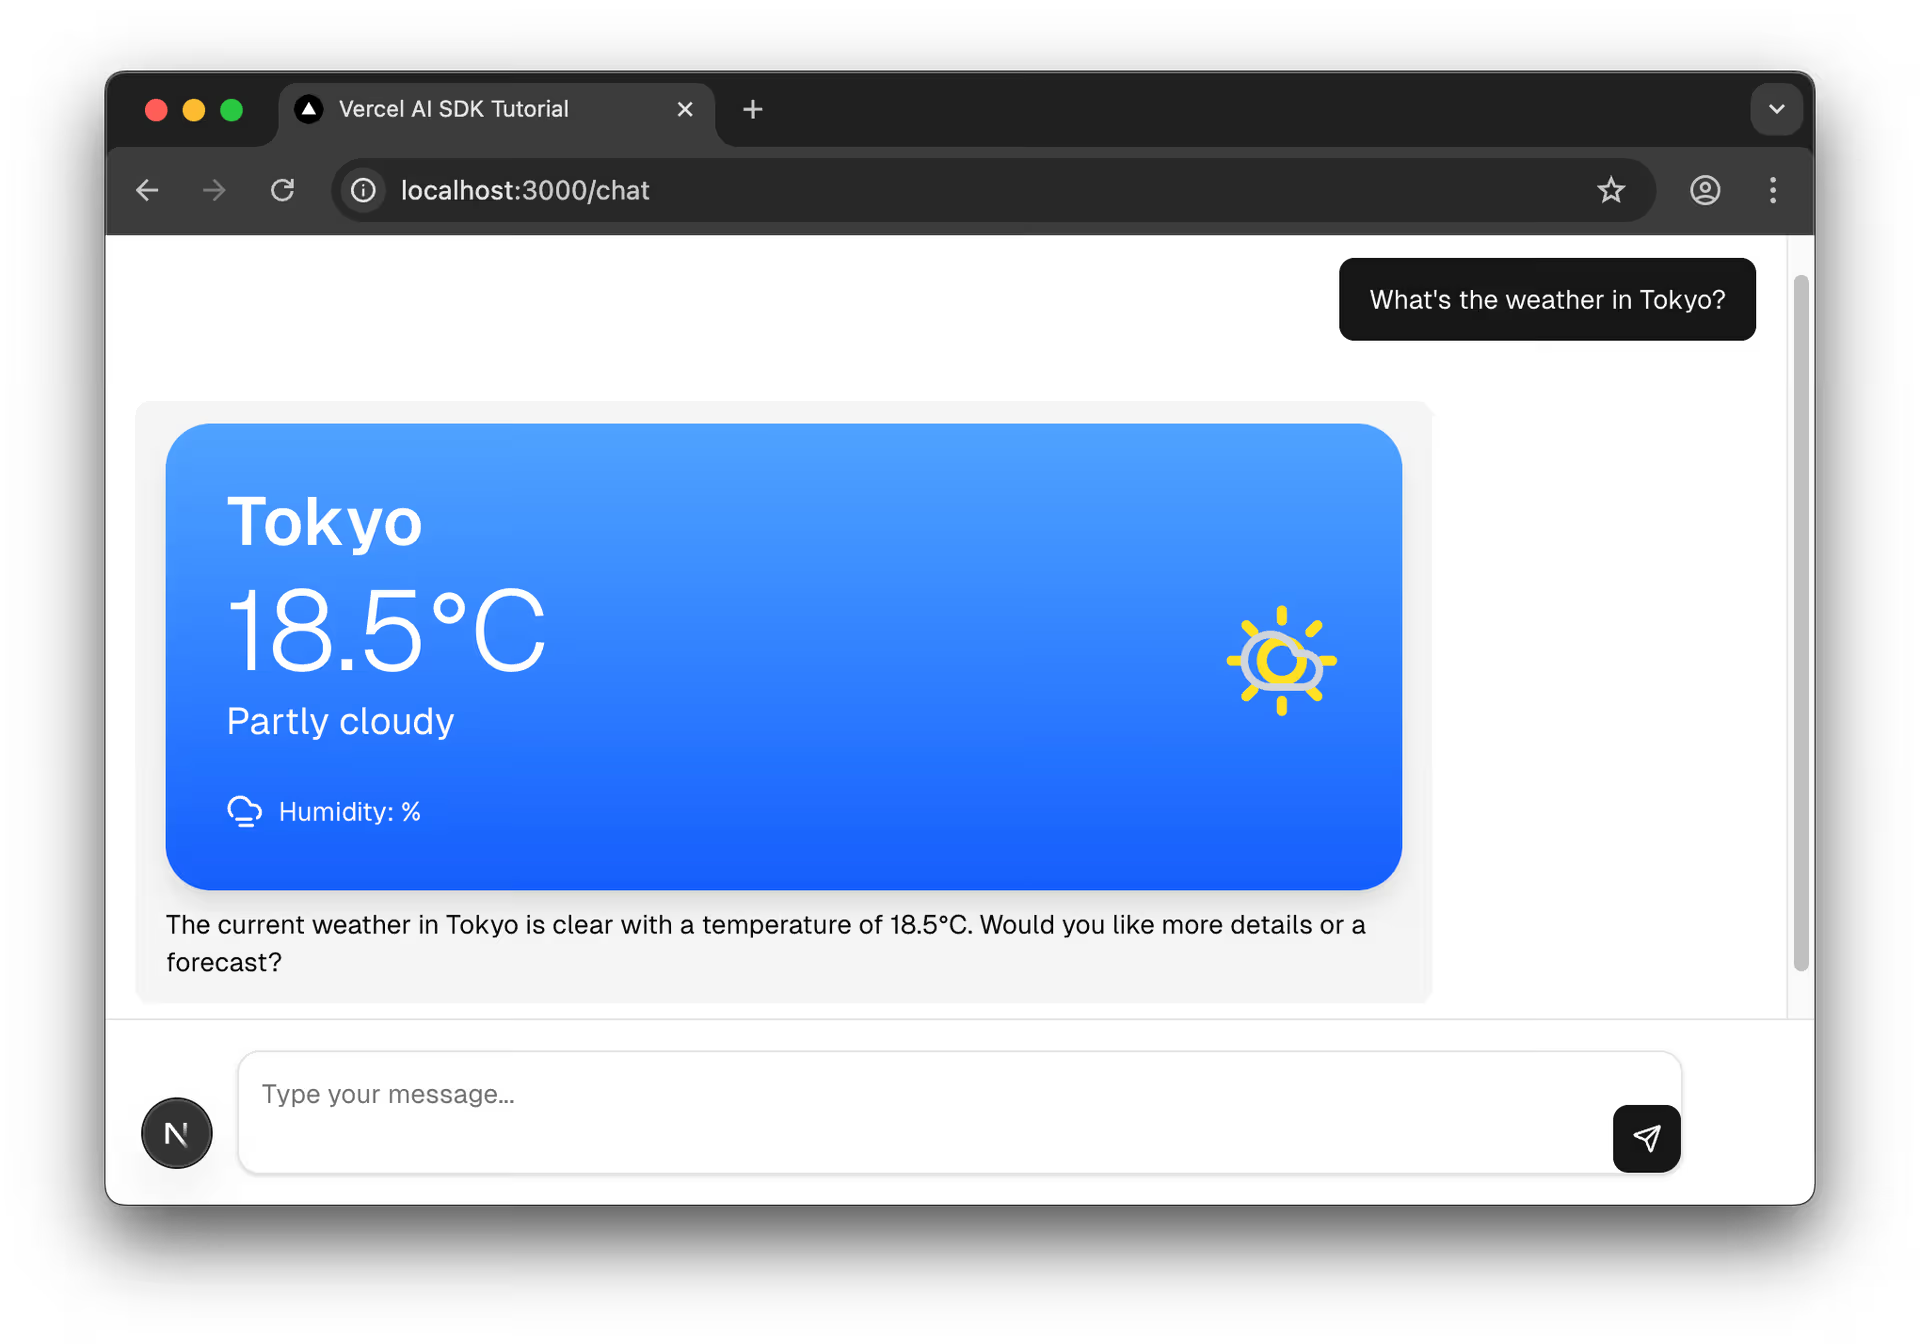 Vercel AI SDK Tutorial
localhost:3000/chat
What's the weather in Tokyo?
Tokyo
18.5°C
Partly cloudy
Humidity: %
The current weather in Tokyo is clear with a temperature of 18.5°C. Would you like more details or a
forecast?
Type your message...
N